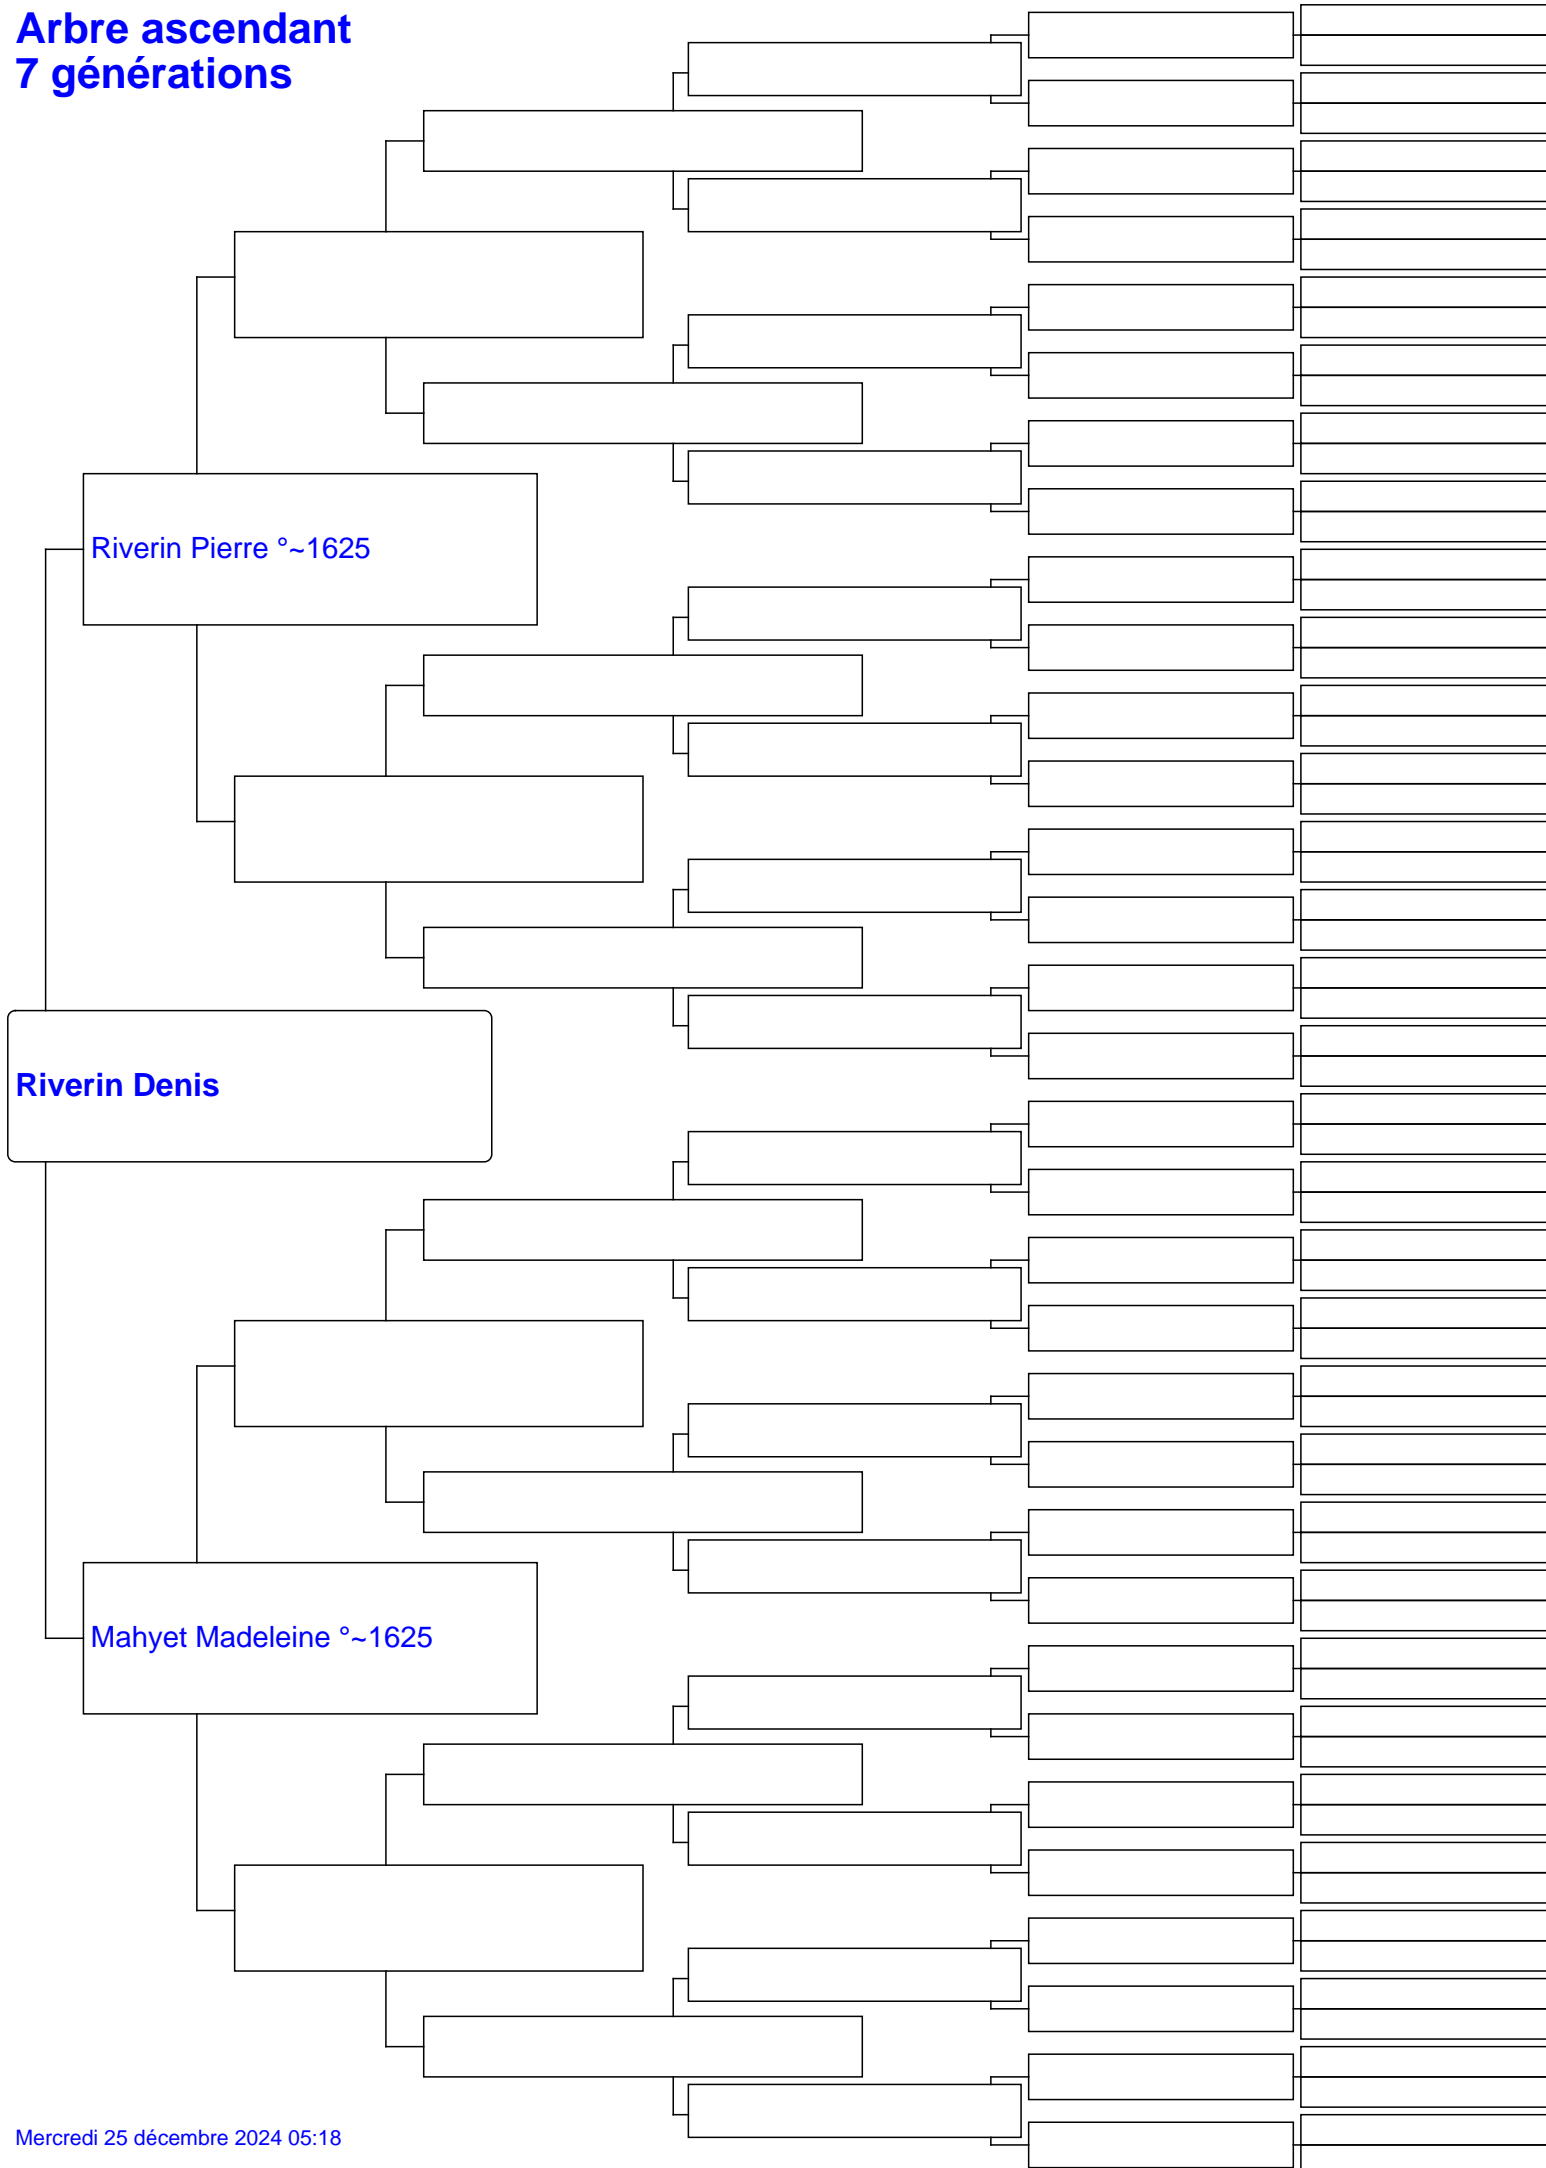 Arbre ascendant
7 générations
Riverin Pierre °~1625
Riverin Denis
Mahyet Madeleine °~1625
Mercredi 25 décembre 2024 05:18